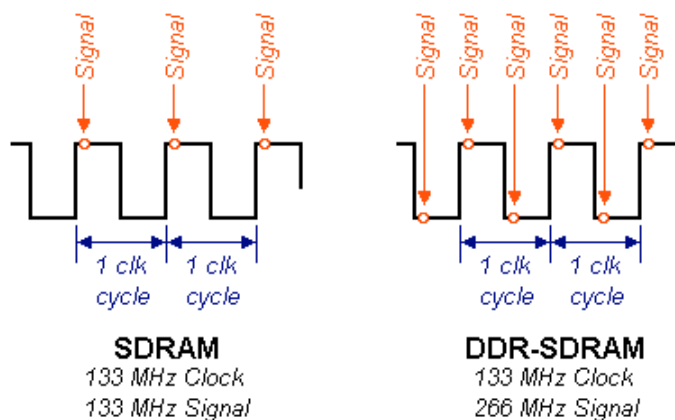 Signal
Signal
Signal
1 clk
cycle
1 clk
cycle
SDRAM
133 MHz Clock
133 MHz Signal
Signal
Signal
Signal
Signal
Signal
Signal
1 clk
cycle
1 clk
cycle
DDR-SDRAM
133 MHz Clock
266 MHz Signal